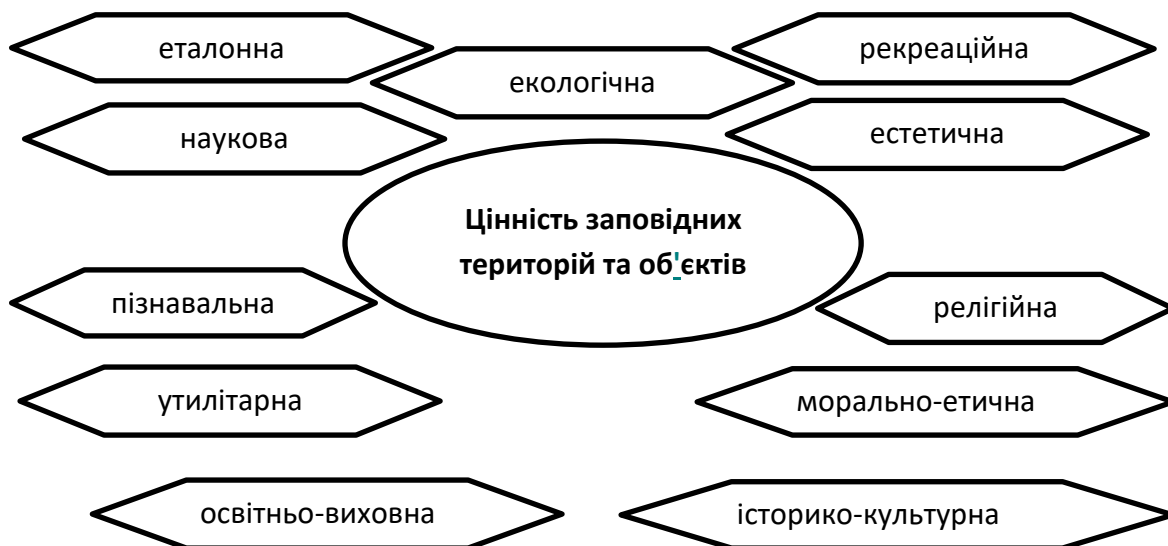 еталонна
екологічна
рекреаційна
наукова
естетична
Цінність заповідних
територій та об'єктів
пізнавальна
релігійна
утилітарна
морально-етична
освітньо-виховна
історико-культурна